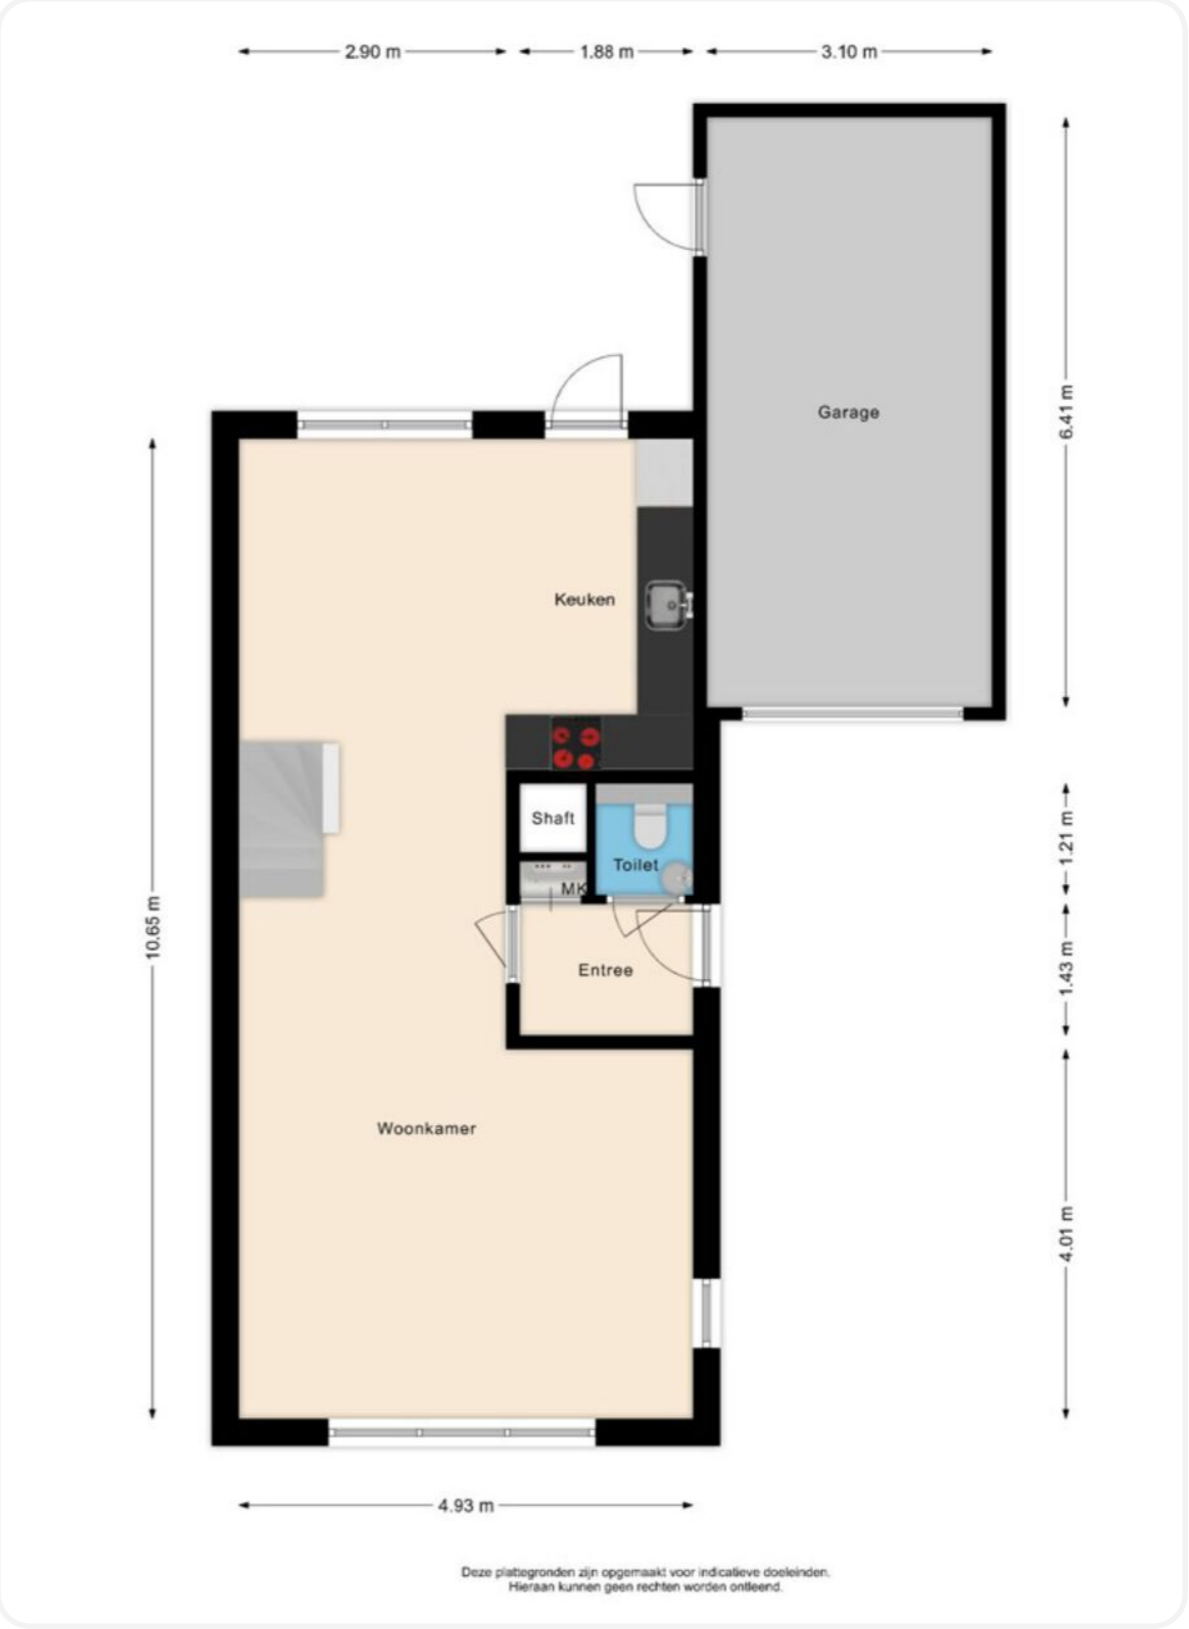 2.90 m
1.88 m
3.10 m
Garage
6.41 m
Keuken
Shaft
1.21 m
Toilet
MK
10.65 m
1.43 m
Entree
Woonkamer
4.01 m
4.93 m
Deze plattegronden zijn opgemaakt voor indicatieve doeleinden.
Hieraan kunnen geen rechten worden ontleend.